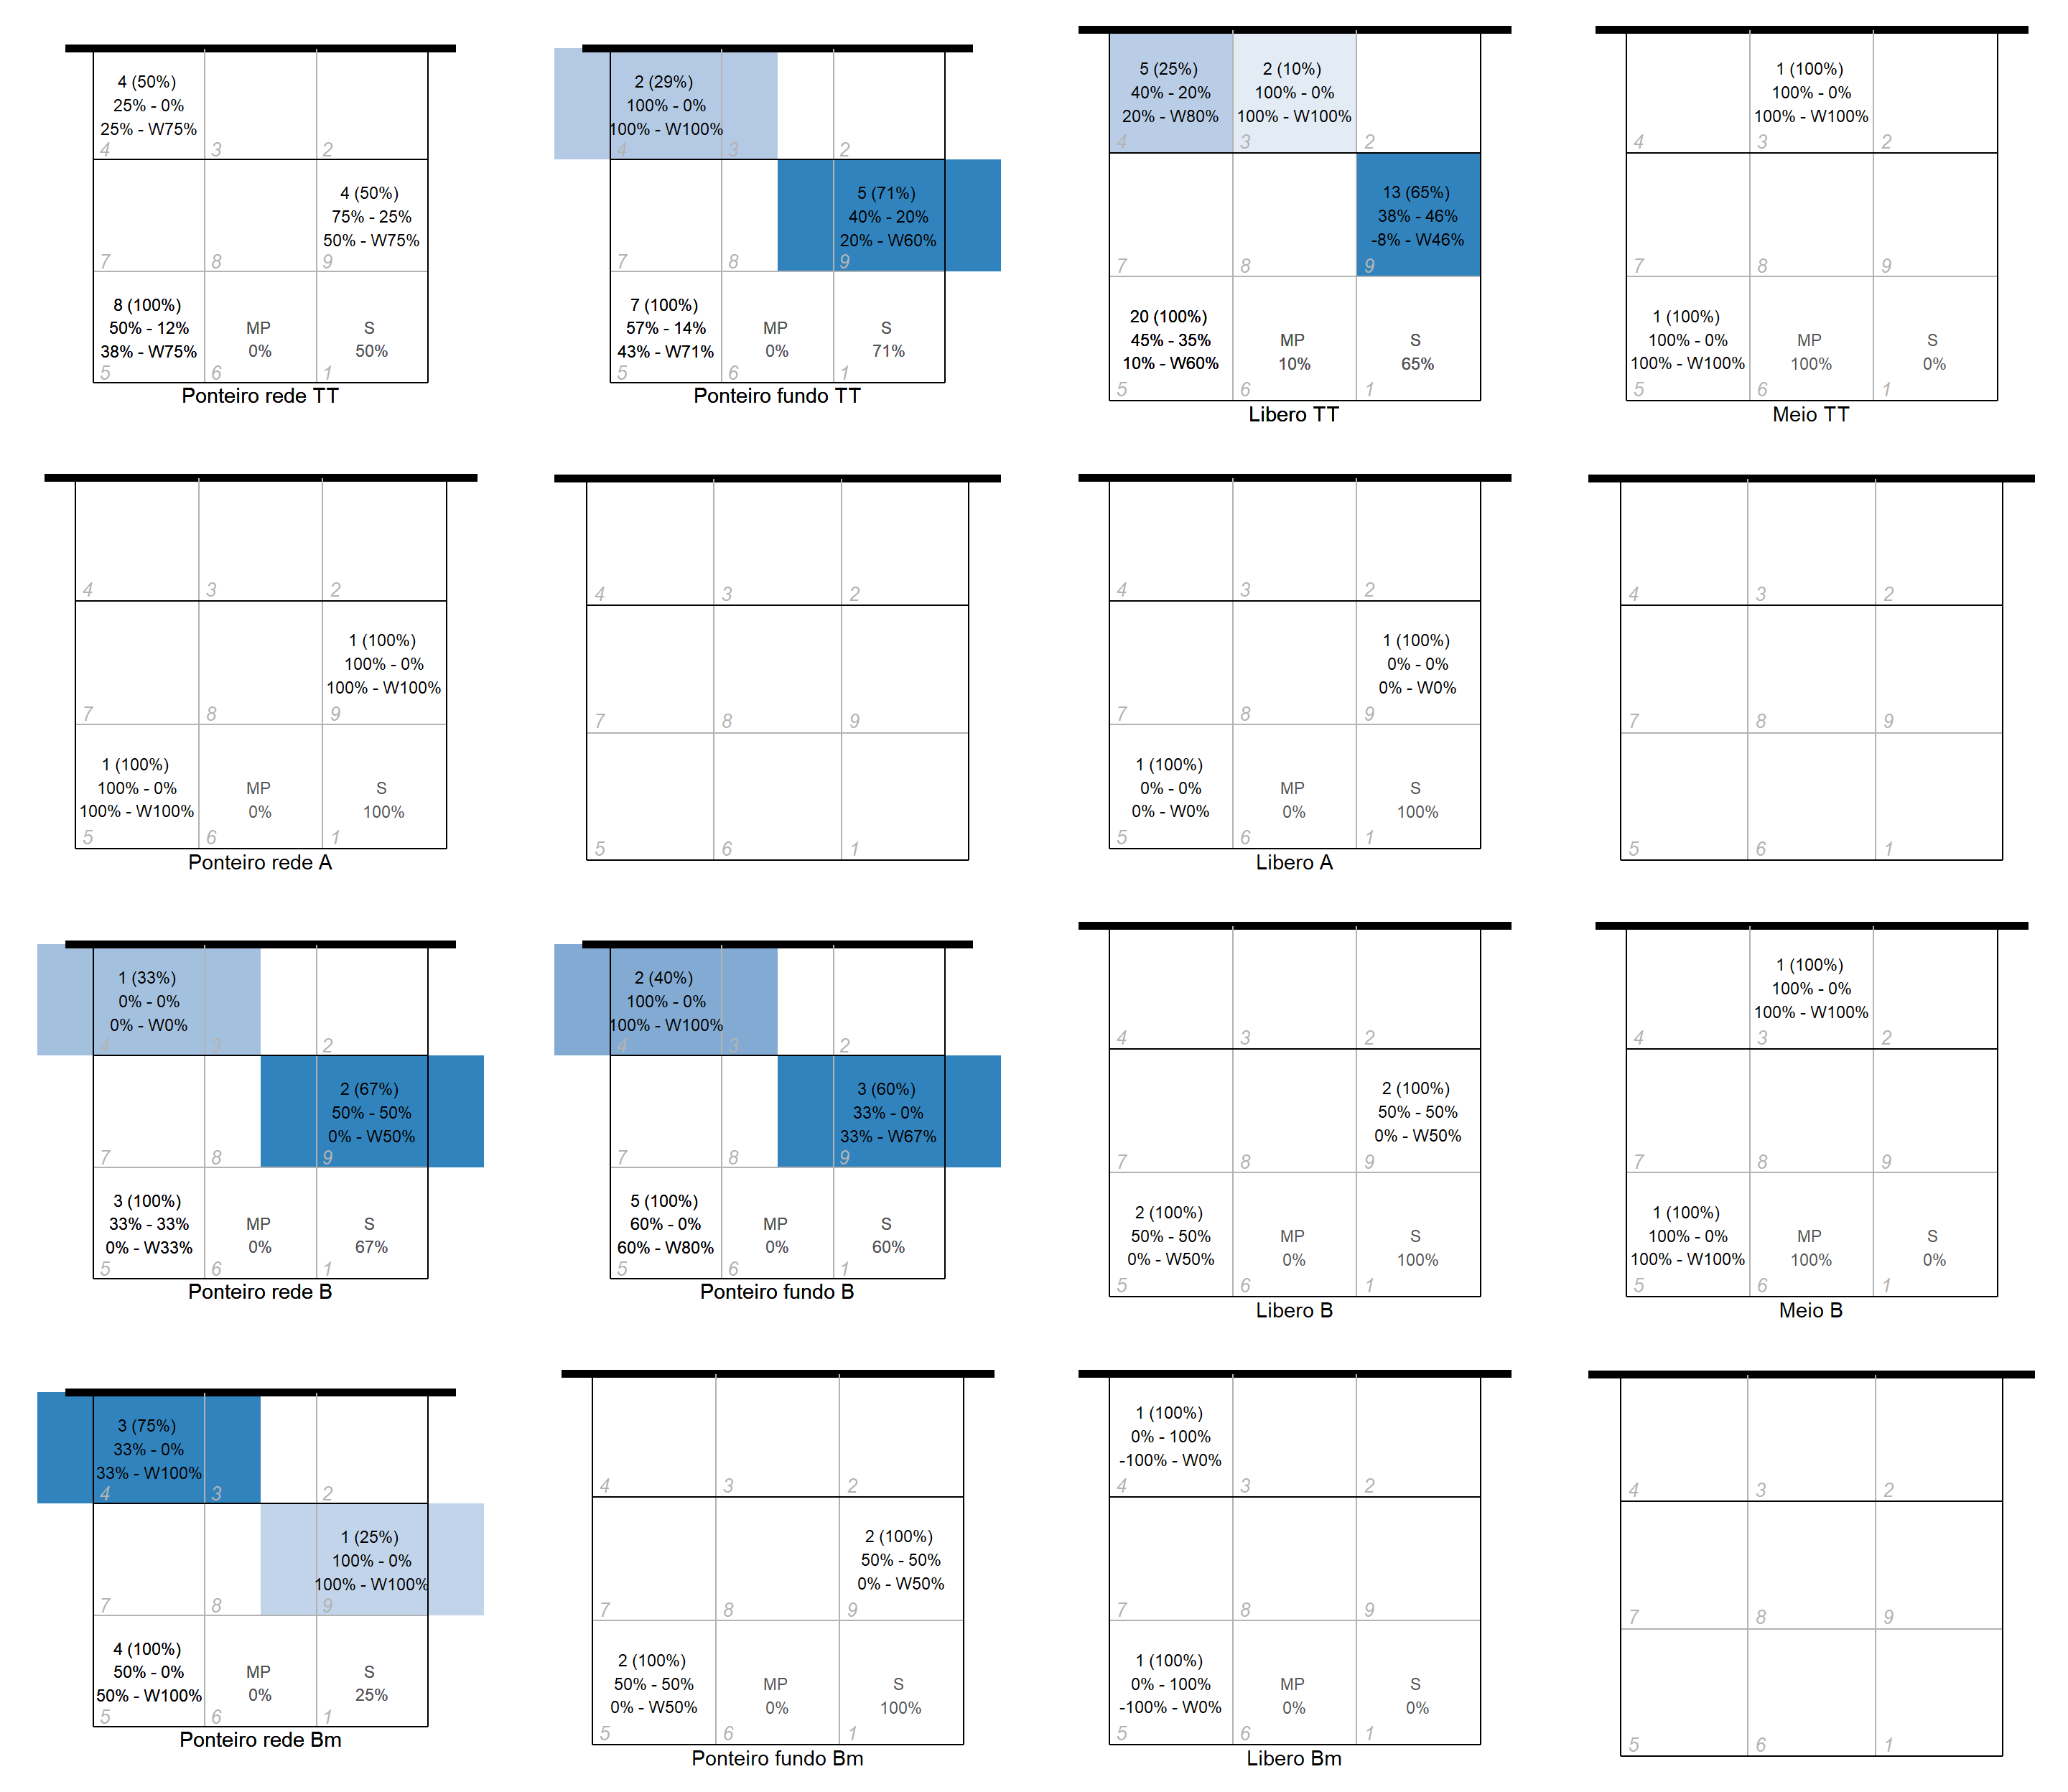 4 (50%)
25% - 0%
25% - W75%
4 3 2
4 (50%)
75% - 25%
50% - W75%
7 8 9
8 (100%)
50% - 12% MP S
38% - W75% 0% 50%
5 6 1
Ponteiro rede TT
2 (29%)
100% - 0%
100% - W100%
4 3 2
5 (71%)
40% - 20%
20% - W60%
7 8 9
7 (100%)
57% - 14% MP S
43% - W71% 0% 71%
5 6 1
Ponteiro fundo TT
5 (25%) 2 (10%)
40% - 20% 100% - 0%
20% - W80% 100% - W100%
4 3 2
13 (65%)
38% - 46%
-8% - W46%
7 8 9
20 (100%)
45% - 35% MP S
10% - W60% 10% 65%
5 6 1
Libero TT
1 (100%)
100% - 0%
100% - W100%
4 3 2
7 8 9
1 (100%)
100% - 0% MP S
100% - W100% 100% 0%
5 6 1
Meio TT
4 3 2
1 (100%)
100% - 0%
100% - W100%
7 8 9
1 (100%)
100% - 0% MP S
100% - W100% 0% 100%
5 6 1
Ponteiro rede A
4 3 2
7 8 9
5 6 1
4 3 2
1 (100%)
0% - 0%
0% - W0%
7 8 9
1 (100%)
0% - 0% MP S
0% - W0% 0% 100%
5 6 1
Libero A
4 3 2
7 8 9
5 6 1
1 (33%)
0% - 0%
0% - W0%
4 3 2
2 (67%)
50% - 50%
0% - W50%
7 8 9
3 (100%)
33% - 33% MP S
0% - W33% 0% 67%
5 6 1
Ponteiro rede B
2 (40%)
100% - 0%
100% - W100%
4 3 2
3 (60%)
33% - 0%
33% - W67%
7 8 9
5 (100%)
60% - 0% MP S
60% - W80% 0% 60%
5 6 1
Ponteiro fundo B
4 3 2
2 (100%)
50% - 50%
0% - W50%
7 8 9
2 (100%)
50% - 50% MP S
0% - W50% 0% 100%
5 6 1
Libero B
1 (100%)
100% - 0%
100% - W100%
4 3 2
7 8 9
1 (100%)
100% - 0% MP S
100% - W100% 100% 0%
5 6 1
Meio B
3 (75%)
33% - 0%
33% - W100%
4 3 2
1 (25%)
100% - 0%
100% - W100%
7 8 9
4 (100%)
50% - 0% MP S
50% - W100% 0% 25%
5 6 1
Ponteiro rede Bm
4 3 2
2 (100%)
50% - 50%
0% - W50%
7 8 9
2 (100%)
50% - 50% MP S
0% - W50% 0% 100%
5 6 1
Ponteiro fundo Bm
1 (100%)
0% - 100%
-100% - W0%
4 3 2
7 8 9
1 (100%)
0% - 100% MP S
-100% - W0% 0% 0%
5 6 1
Libero Bm
4 3 2
7 8 9
5 6 1